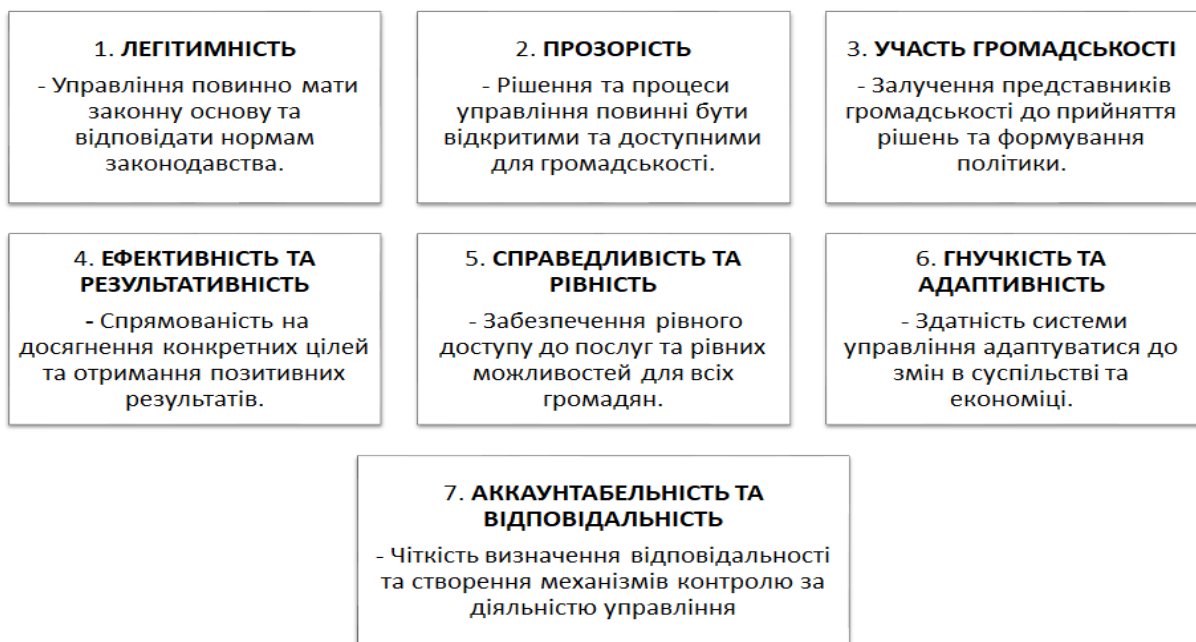 1. ЛЕГІТИМНІСТЬ
- Управління повинно мати
законну основу та
відповідати нормам
законодавства.
2. ПРОЗОРІСТЬ
- Рішення та процеси
управління повинні бути
відкритими та доступними
для громадськості.
3. УЧАСТЬ ГРОМАДСЬКОСТІ
- Залучення представників
громадськості до прийняття
рішень та формування
політики.
4. ЕФЕКТИВНІСТЬ ТА
РЕЗУЛЬТАТИВНІСТЬ
- Спрямованість на
досягнення конкретних цілей
та отримання позитивних
результатів.
5. СПРАВЕДЛИВІСТЬ ТА
РІВНІСТЬ
- Забезпечення рівного
доступу до послуг та рівних
можливостей для всіх
громадян.
6. ГНУЧКІСТЬ ТА
АДАПТИВНІСТЬ
- Здатність системи
управління адаптуватися до
змін в суспільстві та
економіці.
7. АККАУНТАБЕЛЬНІСТЬ ТА
ВІДПОВІДАЛЬНІСТЬ
- Чіткість визначення відповідальності
та створення механізмів контролю за
діяльністю управління